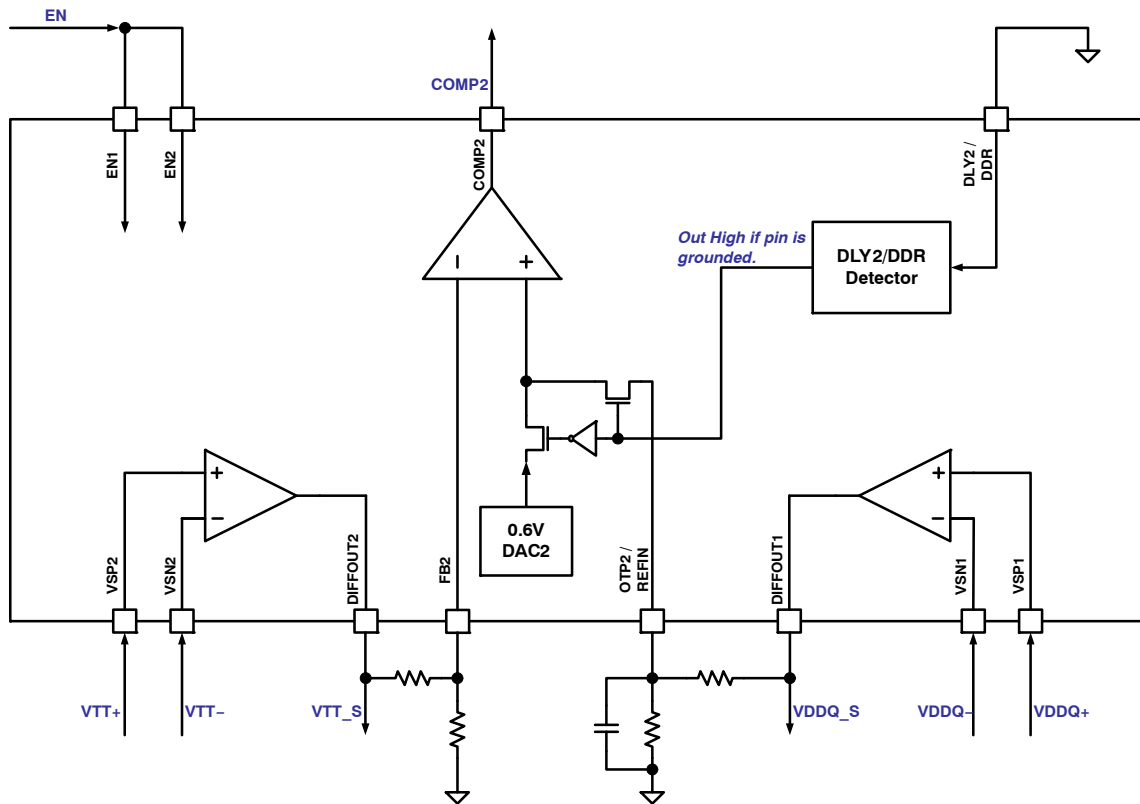 EN
COMP2
EN1
EN2
COMP2
DLY2 /
DDR
Out High if pin is
grounded.
DLY2/DDR
Detector
0.6V
DAC2
VSP2
VSN2
DIFFOUT2
FB2
OTP2 /
REFIN
DIFFOUT1
VSN1
VSP1
VTT+
VTT−
VTT_S
VDDQ_S
VDDQ−
VDDQ+